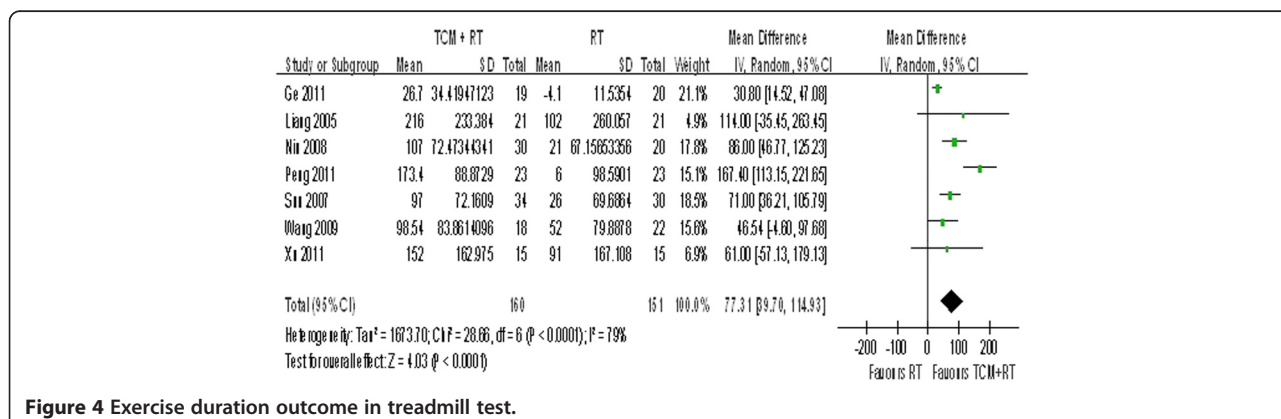 TCM + RT RT Mean Difference Mean Difference
Study or Subgroup Mean SD Total Mean SD Total Weight IV, Random, 95% CI IV, Random, 95% CI
Ge 2011 26.7 34.41947123 19 -4.1 11.5354 20 21.1% 30.80 [14.52, 47.08]
Liang 2005 216 233.384 21 102 260.057 21 4.9% 114.00 [-35.45, 263.45]
Niu 2008 107 72.47344341 30 21 67.15653356 20 17.8% 86.00 [46.77, 125.23]
Peng 2011 173.4 88.8729 23 6 98.5901 23 15.1% 167.40 [113.15, 221.65]
Sun 2007 97 72.1609 34 26 69.6864 30 18.5% 71.00 [36.21, 105.79]
Wang 2009 98.54 83.8614096 18 52 79.8878 22 15.6% 46.54 [-4.60, 97.68]
Xu 2011 152 162.975 15 91 167.108 15 6.9% 61.00 [-57.13, 179.13]
Total (95% CI) 160 151 100.0% 77.31 [39.70, 114.93]
Heterogeneity: Tau² = 1673.70; Chi² = 28.66, df = 6 (P < 0.0001); I² = 79%
Test for overall effect: Z = 4.03 (P < 0.0001)
-200 -100 0 100 200
Favours RT Favours TCM+RT
Figure 4 Exercise duration outcome in treadmill test.